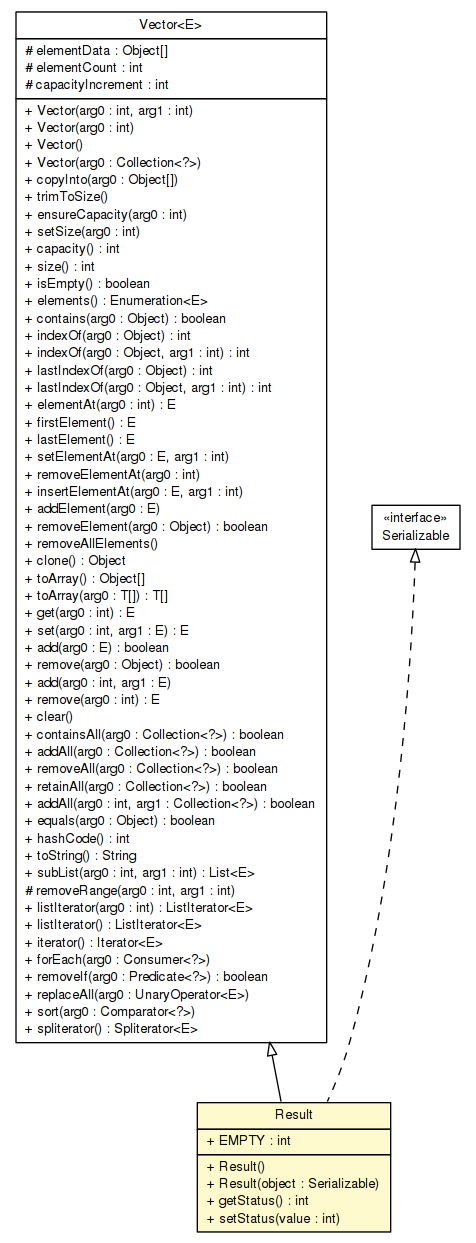 Vector<E>
# elementData : Object[]
# elementCount : int
# capacityIncrement : int
+ Vector(arg0 : int, arg1 : int)
+ Vector(arg0 : int)
+ Vector()
+ Vector(arg0 : Collection<?>)
+ copyInto(arg0 : Object[])
+ trimToSize()
+ ensureCapacity(arg0 : int)
+ setSize(arg0 : int)
+ capacity() : int
+ size() : int
+ isEmpty() : boolean
+ elements() : Enumeration<E>
+ contains(arg0 : Object) : boolean
+ indexOf(arg0 : Object) : int
+ indexOf(arg0 : Object, arg1 : int) : int
+ lastIndexOf(arg0 : Object) : int
+ lastIndexOf(arg0 : Object, arg1 : int) : int
+ elementAt(arg0 : int) : E
+ firstElement() : E
+ lastElement() : E
+ setElementAt(arg0 : E, arg1 : int)
+ removeElementAt(arg0 : int)
+ insertElementAt(arg0 : E, arg1 : int)
+ addElement(arg0 : E)
+ removeElement(arg0 : Object) : boolean
+ removeAllElements()
+ clone() : Object
+ toArray() : Object[]
+ toArray(arg0 : T[]) : T[]
+ get(arg0 : int) : E
+ set(arg0 : int, arg1 : E) : E
+ add(arg0 : E) : boolean
+ remove(arg0 : Object) : boolean
+ add(arg0 : int, arg1 : E)
+ remove(arg0 : int) : E
+ clear()
+ containsAll(arg0 : Collection<?>) : boolean
+ addAll(arg0 : Collection<?>) : boolean
+ removeAll(arg0 : Collection<?>) : boolean
+ retainAll(arg0 : Collection<?>) : boolean
+ addAll(arg0 : int, arg1 : Collection<?>) : boolean
+ equals(arg0 : Object) : boolean
+ hashCode() : int
+ toString() : String
+ subList(arg0 : int, arg1 : int) : List<E>
# removeRange(arg0 : int, arg1 : int)
+ listIterator(arg0 : int) : ListIterator<E>
+ listIterator() : ListIterator<E>
+ iterator() : Iterator<E>
+ forEach(arg0 : Consumer<?>)
+ removeIf(arg0 : Predicate<?>) : boolean
+ replaceAll(arg0 : UnaryOperator<E>)
+ sort(arg0 : Comparator<?>)
+ spliterator() : Spliterator<E>
«interface»
Serializable
Result
+ EMPTY : int
+ Result()
+ Result(object : Serializable)
+ getStatus() : int
+ setStatus(value : int)